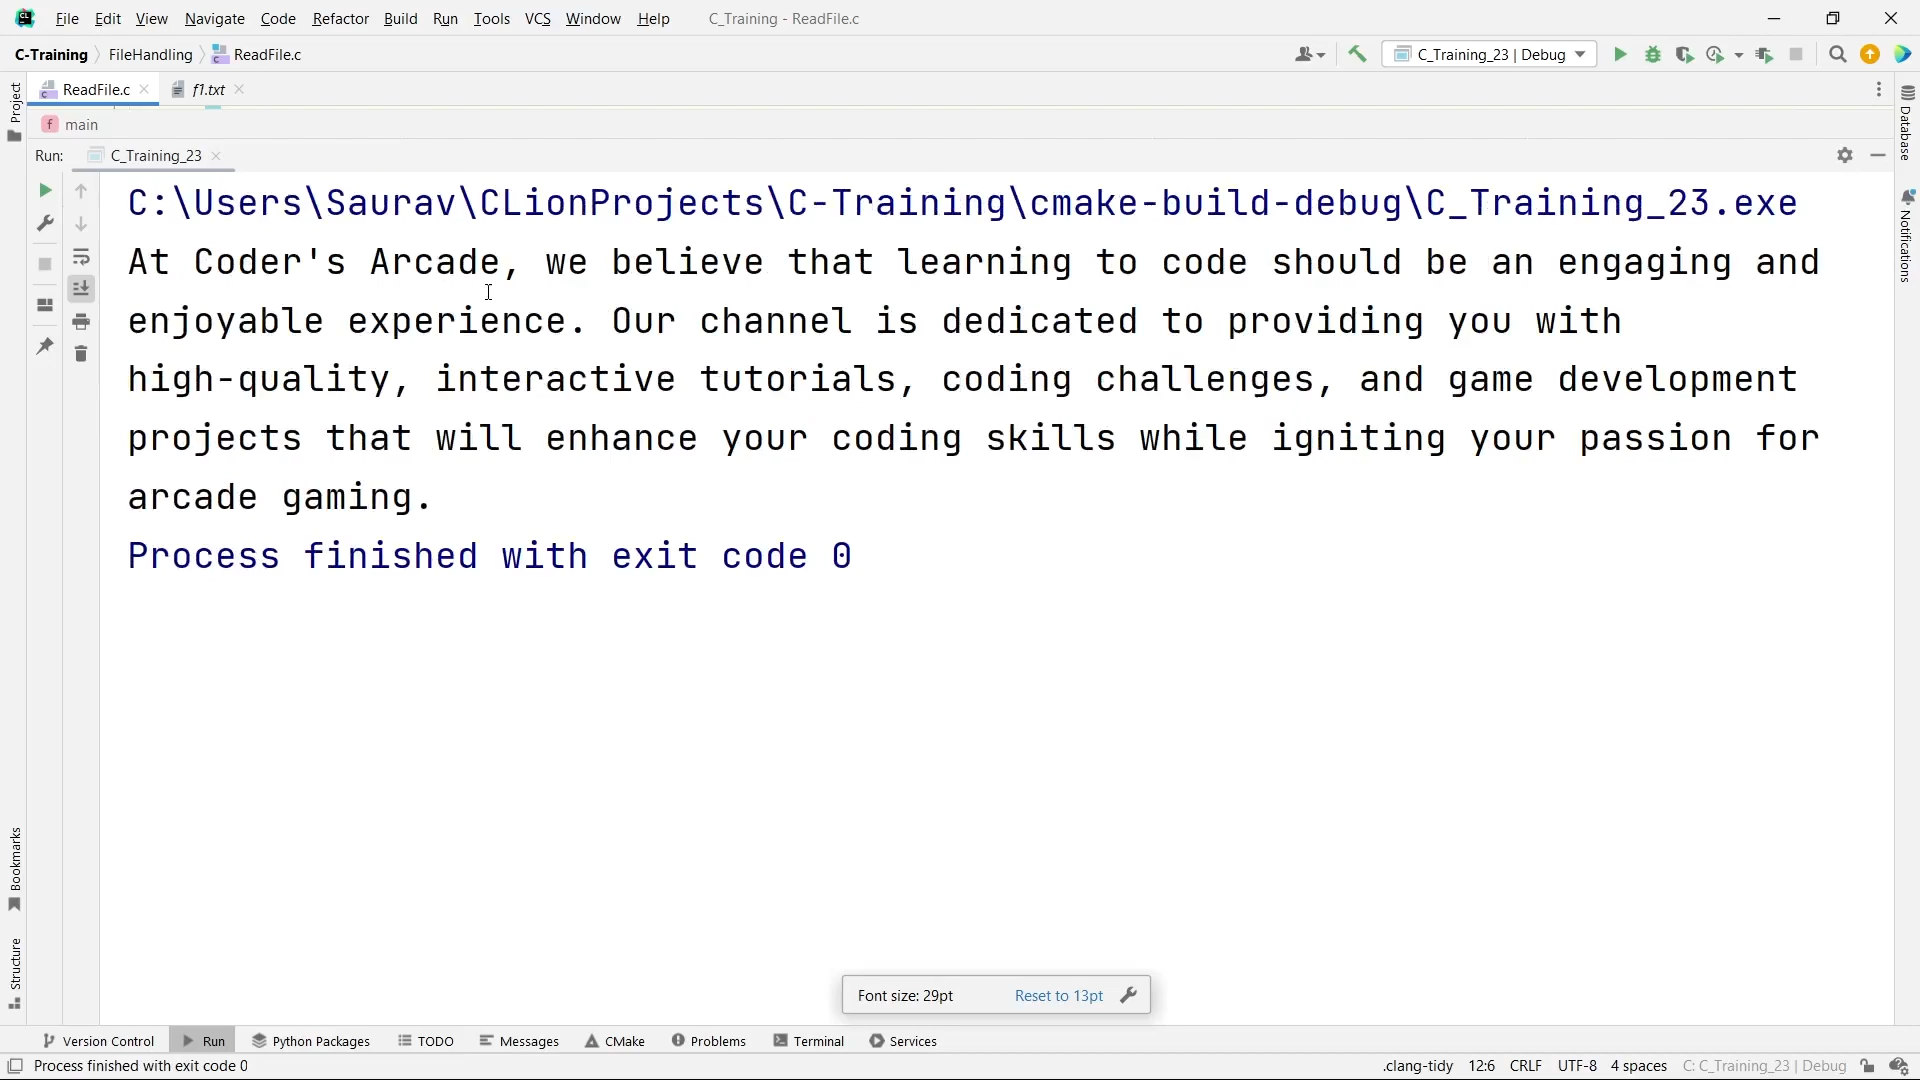 File Edit View Navigate Code Refactor Build Run Tools VCS Window Help C_Training - ReadFile.c
C-Training FileHandling ReadFile.c C_Training_23 | Debug
ReadFile.c f1.txt
f main
Run: C_Training_23
C:\Users\Saurav\CLionProjects\C-Training\cmake-build-debug\C_Training_23.exe
At Coder's Arcade, we believe that learning to code should be an engaging and
enjoyable experience. Our channel is dedicated to providing you with
high-quality, interactive tutorials, coding challenges, and game development
projects that will enhance your coding skills while igniting your passion for
arcade gaming.
Process finished with exit code 0
Project
Bookmarks
Structure
Database
Notifications
Font size: 29pt Reset to 13pt
Version Control Run Python Packages TODO Messages CMake Problems Terminal Services
Process finished with exit code 0 .clang-tidy 12:6 CRLF UTF-8 4 spaces C: C_Training_23 | Debug